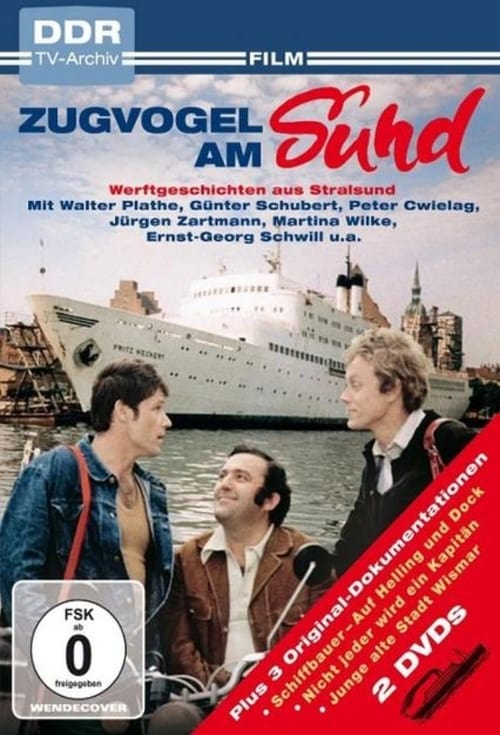 DDR
TV-Archiv
FILM
ZUGVOGEL
AM Sund
Werftgeschichten aus Stralsund
Mit Walter Plathe, Günter Schubert, Peter Cwielag,
Jürgen Zartmann, Martina Wilke,
Ernst-Georg Schwill u.a.
FRITZ HECKERT
Plus 3 Original-Dokumentationen
• Schiffbauer - Auf Helling und Dock
• Nicht jeder wird ein Kapitän
• Junge alte Stadt Wismar
2 DVDs
FSK
ab
0
freigegeben
WENDECOVER